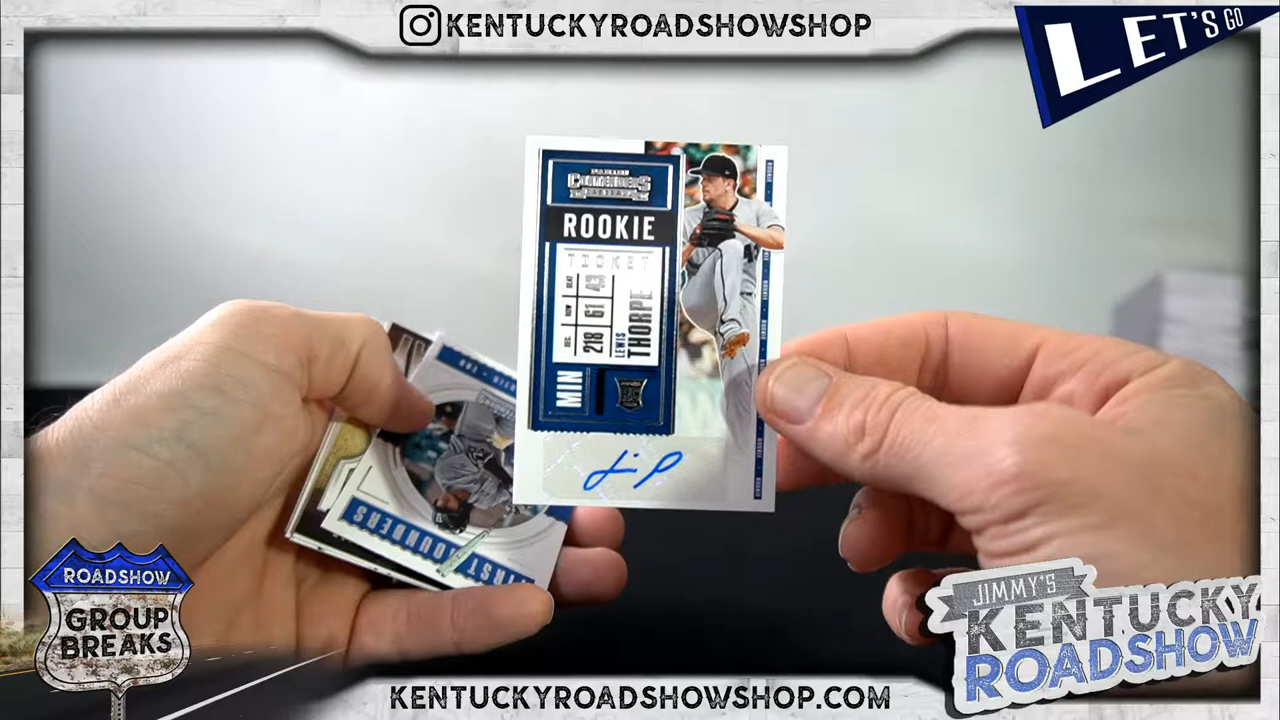 KENTUCKYROADSHOWSHOP
LET'S GO
CONTENDERS
ROOKIE
TICKET
SEC. ROW SEAT
218 61 43
LEWIS
THORPE
MIN
FIRST ROUNDERS
ROADSHOW
GROUP
BREAKS
JIMMY'S
KENTUCKY
ROADSHOW
KENTUCKYROADSHOWSHOP.COM